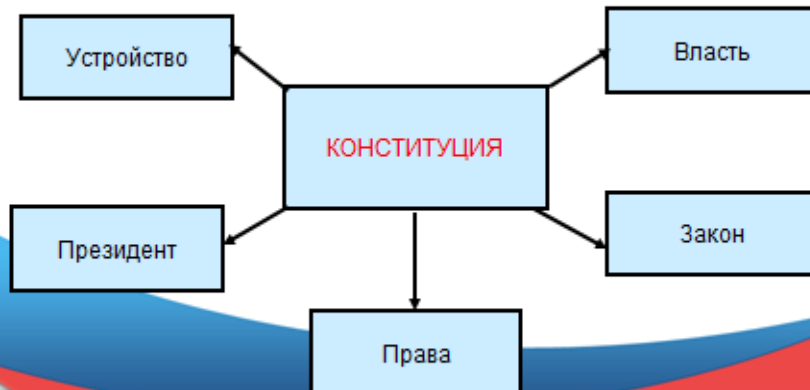 Устройство
Власть
КОНСТИТУЦИЯ
Президент
Закон
Права